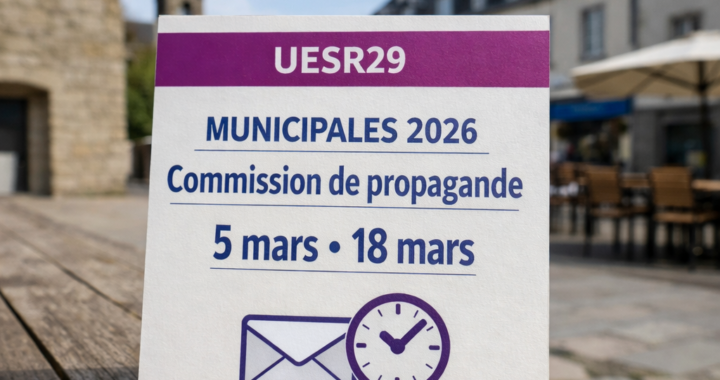 UESR29
MUNICIPALES 2026
Commission de propagande
5 mars • 18 mars